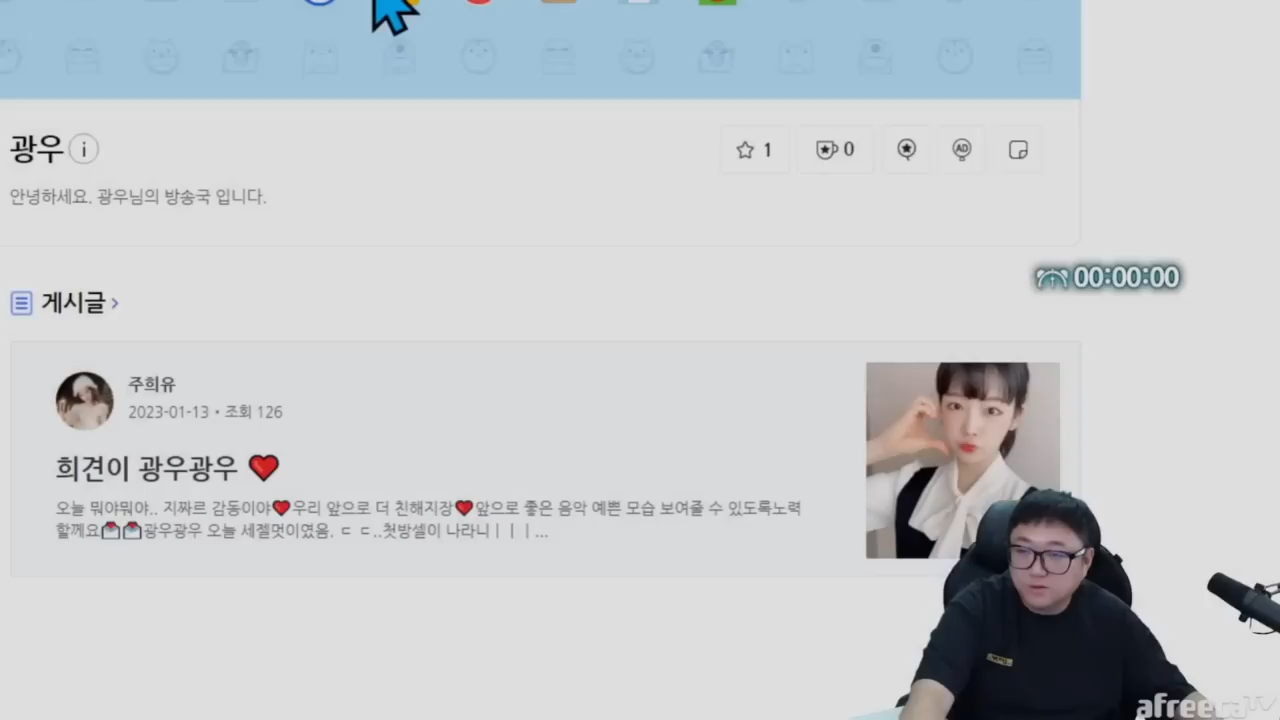 광우
1
0
AD
안녕하세요. 광우님의 방송국 입니다.
00:00:00
게시글
주희유
2023-01-13 • 조회 126
희견이 광우광우 ❤️
오늘 뭐야뭐야.. 지짜르 감동이야❤️우리 앞으로 더 친해지장❤️앞으로 좋은 음악 예쁜 모습 보여줄 수 있도록노력
할께요💌💌광우광우 오늘 세젤멋이였음. ㄷ ㄷ..첫방셀이 나라니ㅣㅣㅣ...
afreecaTV